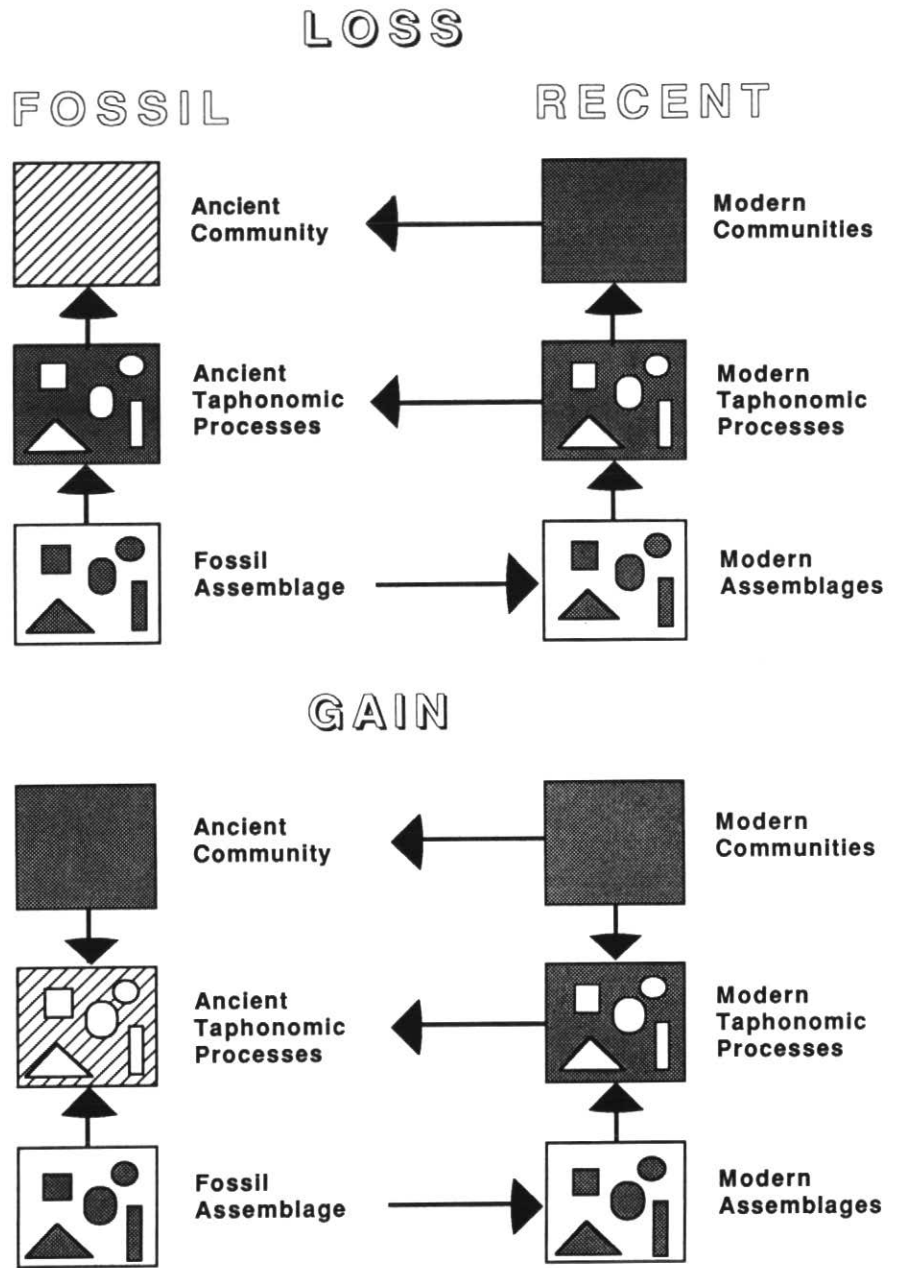 LOSS
FOSSIL
RECENT
Ancient
Community
Modern
Communities
Ancient
Taphonomic
Processes
Modern
Taphonomic
Processes
Fossil
Assemblage
Modern
Assemblages
GAIN
Ancient
Community
Modern
Communities
Ancient
Taphonomic
Processes
Modern
Taphonomic
Processes
Fossil
Assemblage
Modern
Assemblages